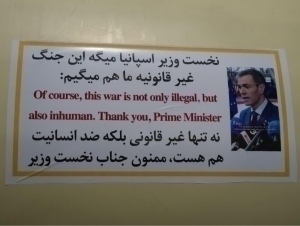 نخست وزیر اسپانیا میگه این جنگ
غیر قانونیه ما هم میگیم:
Of course, this war is not only illegal, but
also inhuman. Thank you, Prime Minister
نه تنها غیر قانونی بلکه ضد انسانیت
هم هست، ممنون جناب نخست وزیر